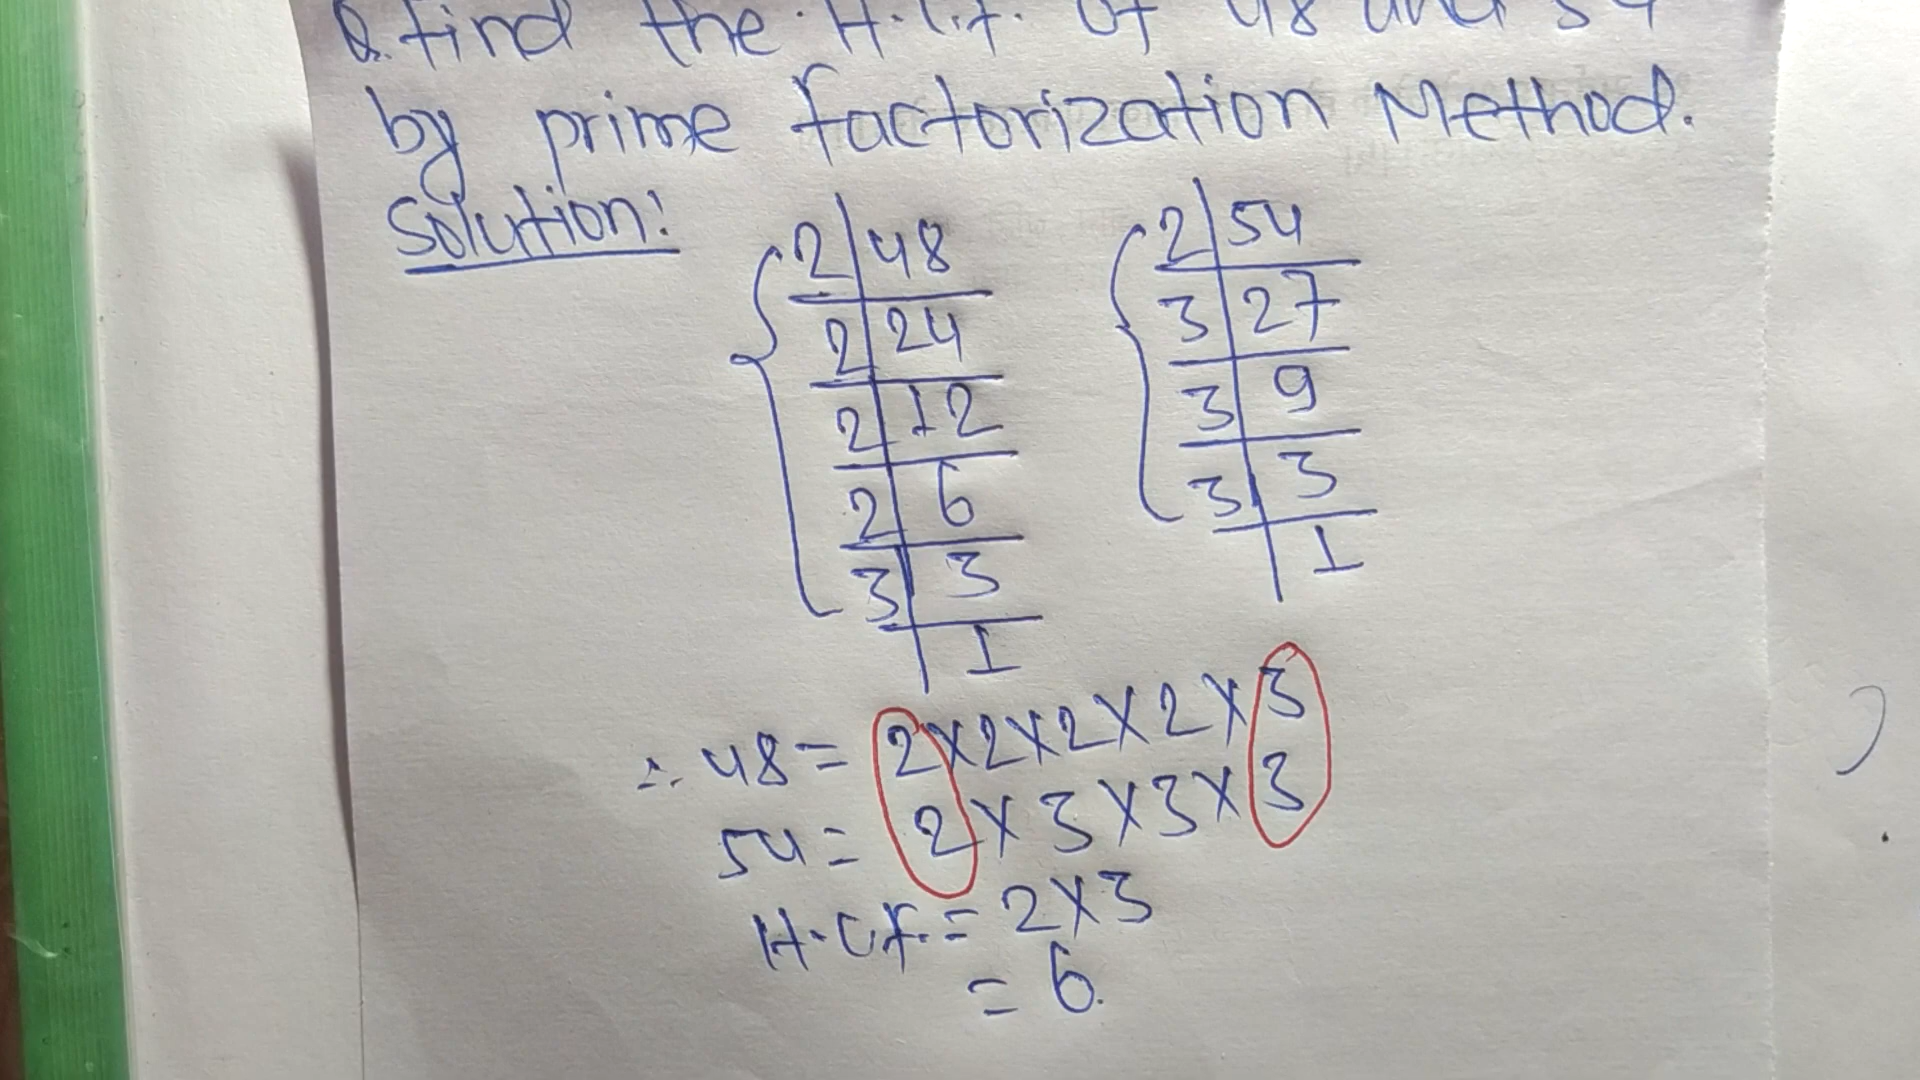 Q. Find the H.C.F. of 48 and 54
by prime factorization Method.
Solution:
2 | 48
2 | 24
2 | 12
2 | 6
3 | 3
1
2 | 54
3 | 27
3 | 9
3 | 3
1
∴ 48 = 2×2×2×2×3
54 = 2×3×3×3
H.C.F. = 2×3
= 6.